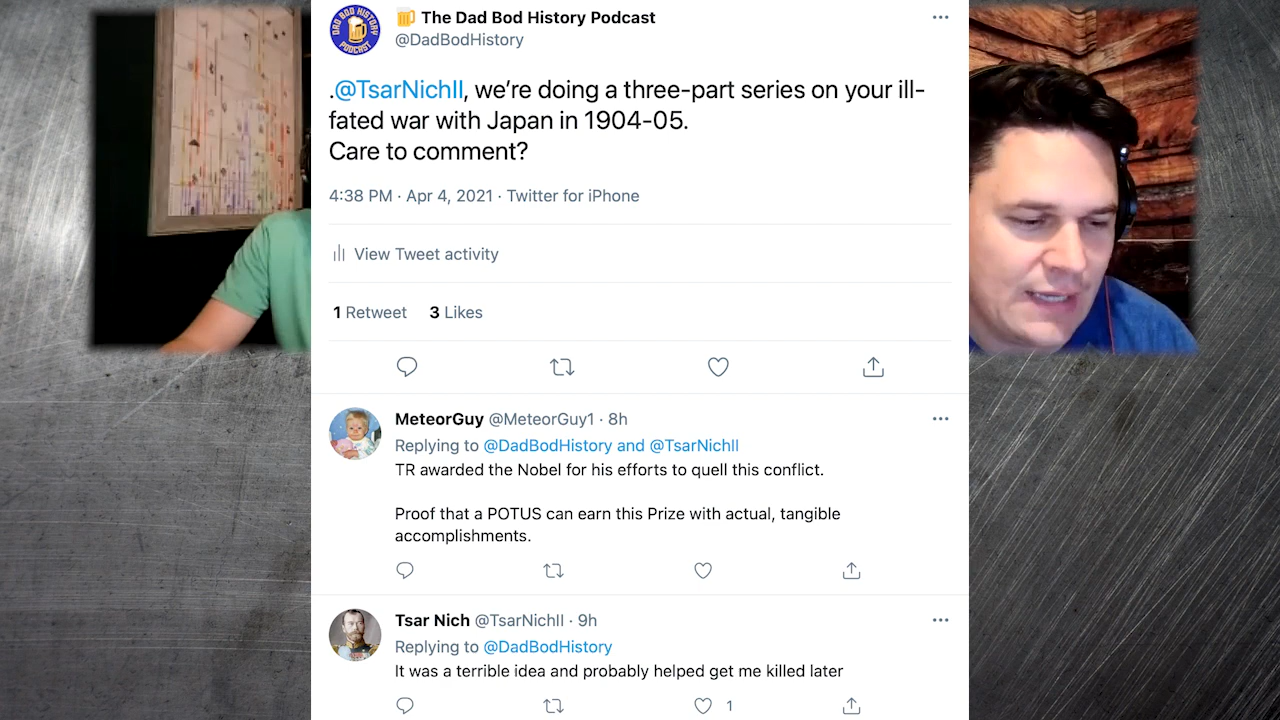 DAD BOD HISTORY
PODCAST
🍺 The Dad Bod History Podcast
@DadBodHistory
.@TsarNichII, we’re doing a three-part series on your ill-
fated war with Japan in 1904-05.
Care to comment?
4:38 PM · Apr 4, 2021 · Twitter for iPhone
View Tweet activity
1 Retweet 3 Likes
MeteorGuy @MeteorGuy1 · 8h
Replying to @DadBodHistory and @TsarNichII
TR awarded the Nobel for his efforts to quell this conflict.
Proof that a POTUS can earn this Prize with actual, tangible
accomplishments.
Tsar Nich @TsarNichII · 9h
Replying to @DadBodHistory
It was a terrible idea and probably helped get me killed later
1